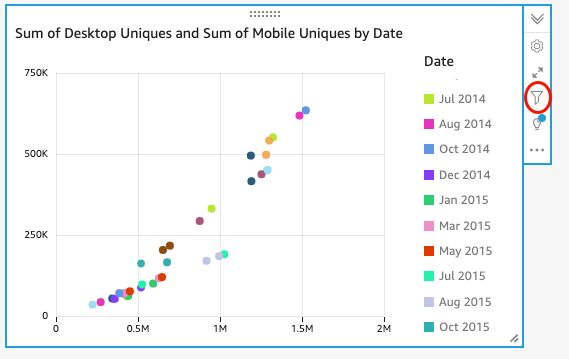 Sum of Desktop Uniques and Sum of Mobile Uniques by Date
Date
750K
500K
250K
0
0
0.5M
1M
1.5M
2M
Jul 2014
Aug 2014
Oct 2014
Dec 2014
Jan 2015
Mar 2015
May 2015
Jul 2015
Aug 2015
Oct 2015